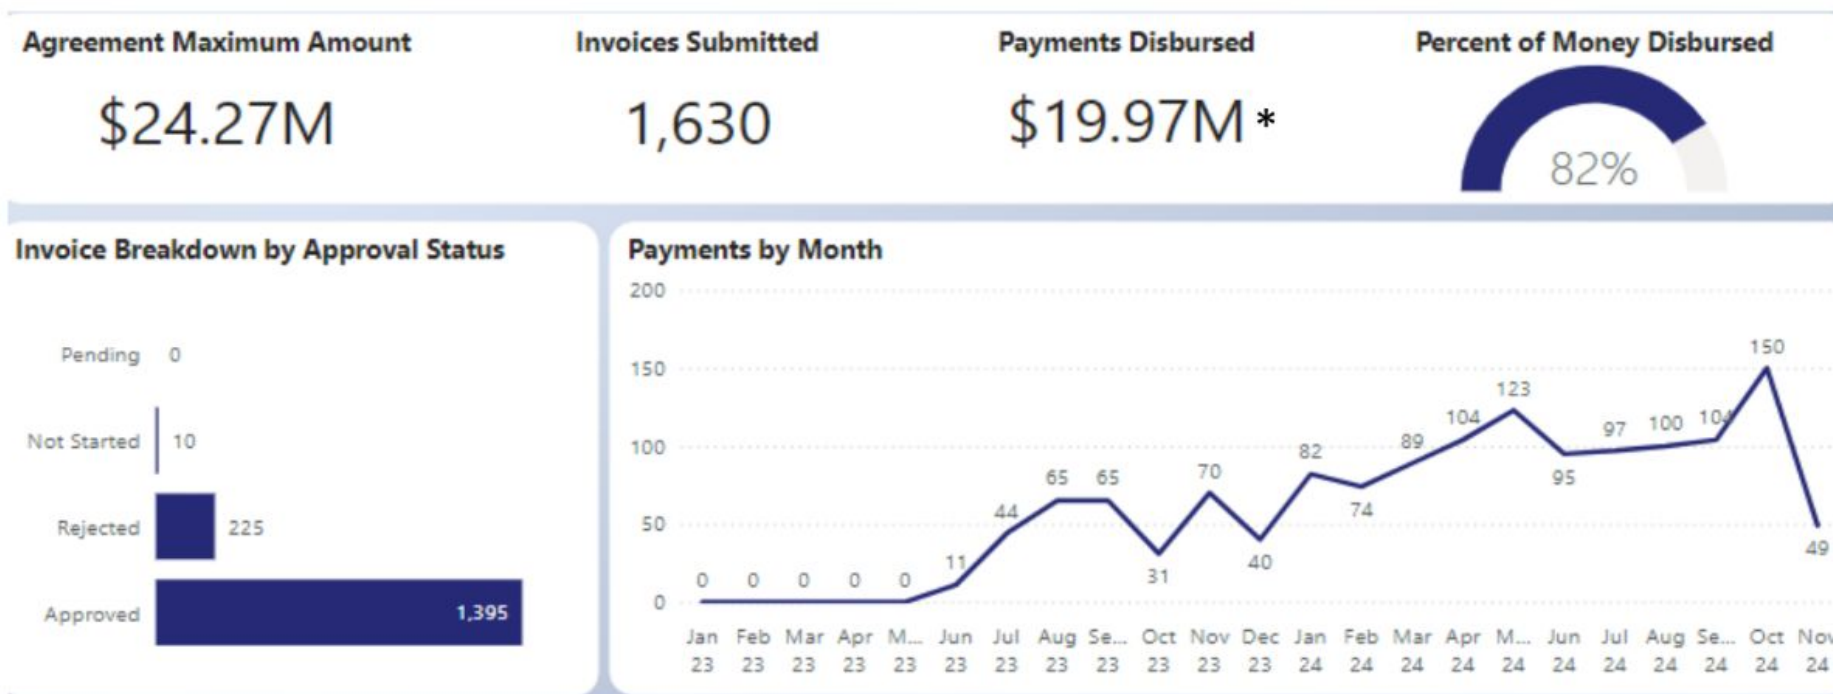 Agreement Maximum Amount
$24.27M
Invoices Submitted
1,630
Payments Disbursed
$19.97M *
Percent of Money Disbursed
82%
Invoice Breakdown by Approval Status
Pending 0
Not Started 10
Rejected 225
Approved 1,395
Payments by Month
200
150
100
50
0
0 0 0 0 0 11 44 65 65 31 70 40 82 74 89 104 123 95 97 100 104 150 49
Jan Feb Mar Apr M... Jun Jul Aug Se... Oct Nov Dec Jan Feb Mar Apr M... Jun Jul Aug Se... Oct Nov
23 23 23 23 23 23 23 23 23 23 23 23 24 24 24 24 24 24 24 24 24 24 24